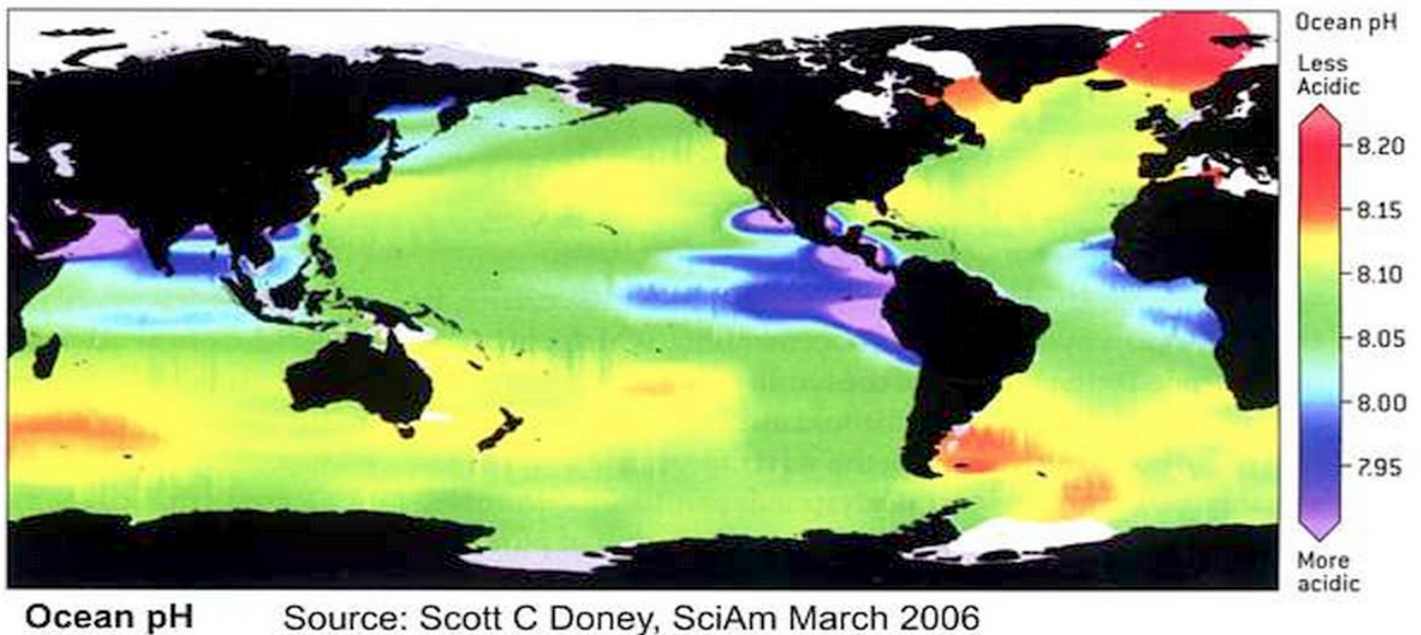 Ocean pH
Less
Acidic
8.20
8.15
8.10
8.05
8.00
7.95
More
acidic
Ocean pH Source: Scott C Doney, SciAm March 2006